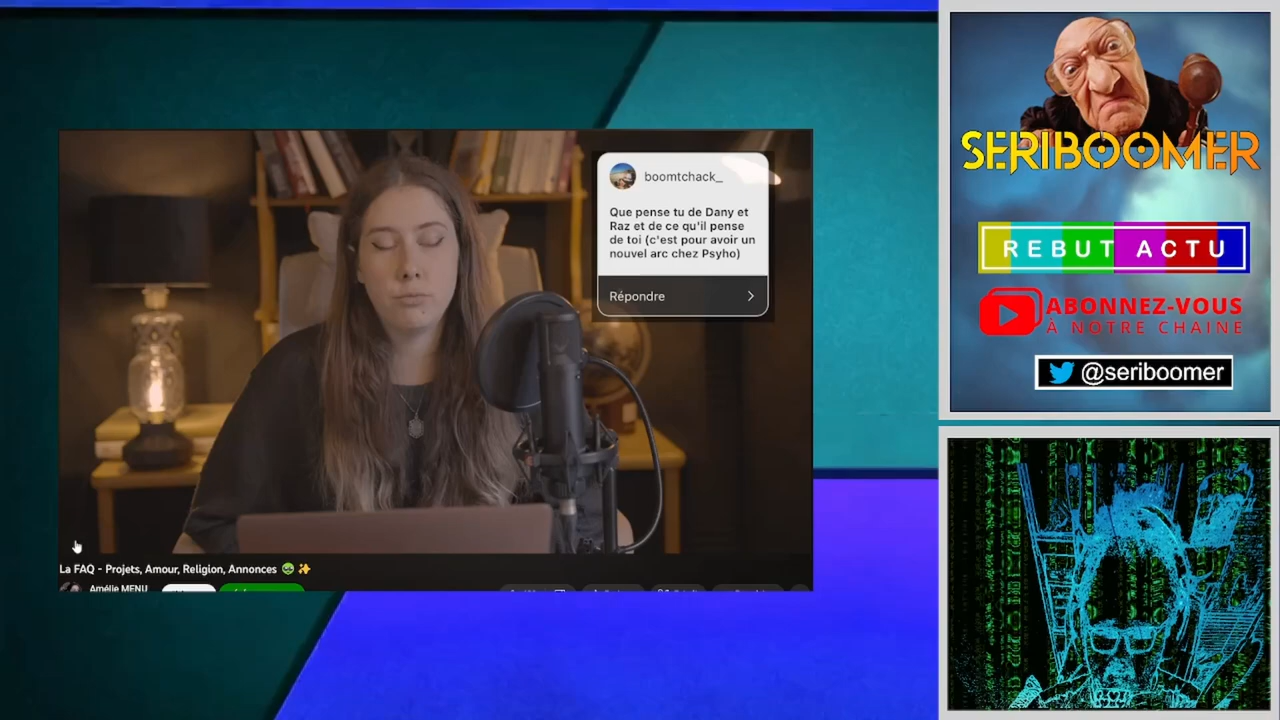 boomtchack_
Que pense tu de Dany et
Raz et de ce qu'il pense
de toi (c'est pour avoir un
nouvel arc chez Psyho)
Répondre
La FAQ - Projets, Amour, Religion, Annonces
Amélie MENU
SERIBOOMER
REBUT ACTU
ABONNEZ-VOUS
À NOTRE CHAINE
@seriboomer